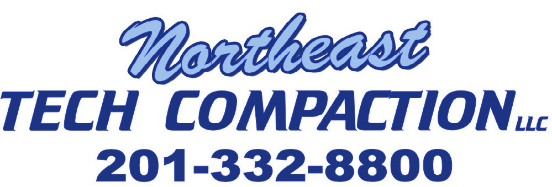 Northeast
TECH COMPACTION LLC
201-332-8800